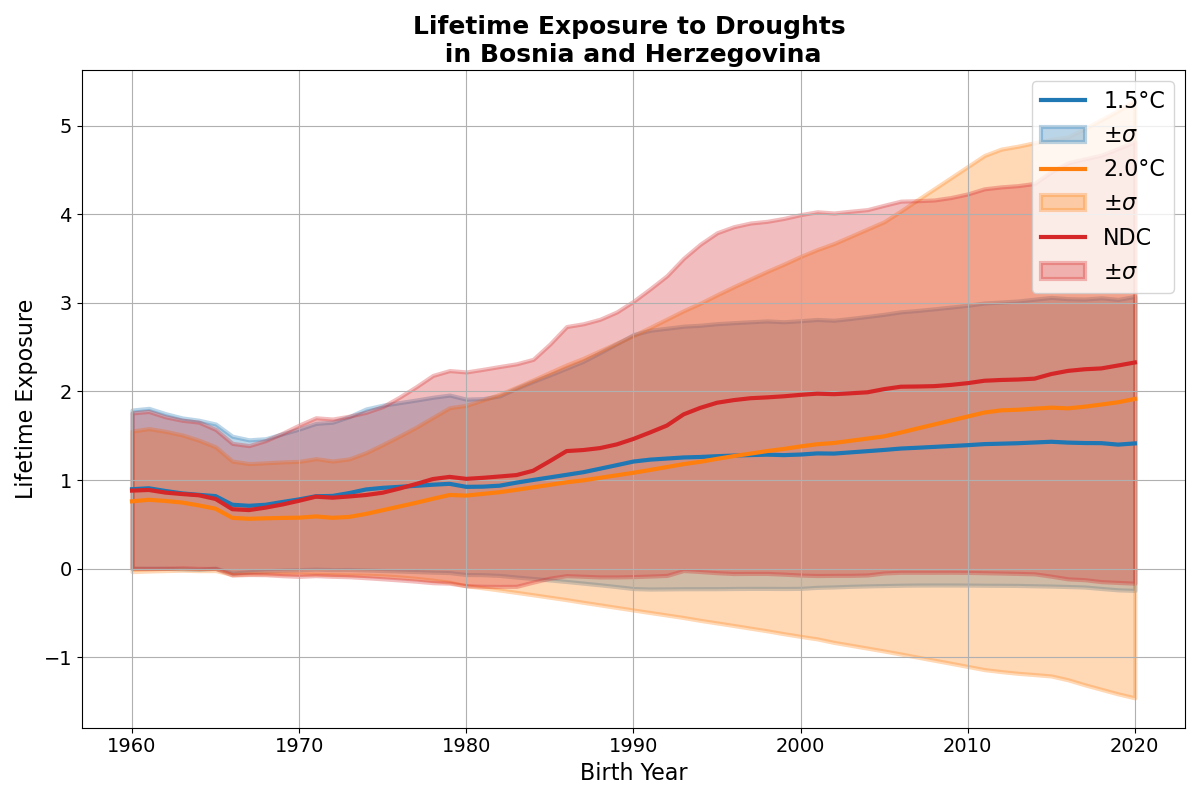 Lifetime Exposure to Droughts
in Bosnia and Herzegovina
5
4
3
2
1
0
−1
Lifetime Exposure
1.5°C
±σ
2.0°C
±σ
NDC
±σ
1960 1970 1980 1990 2000 2010 2020
Birth Year